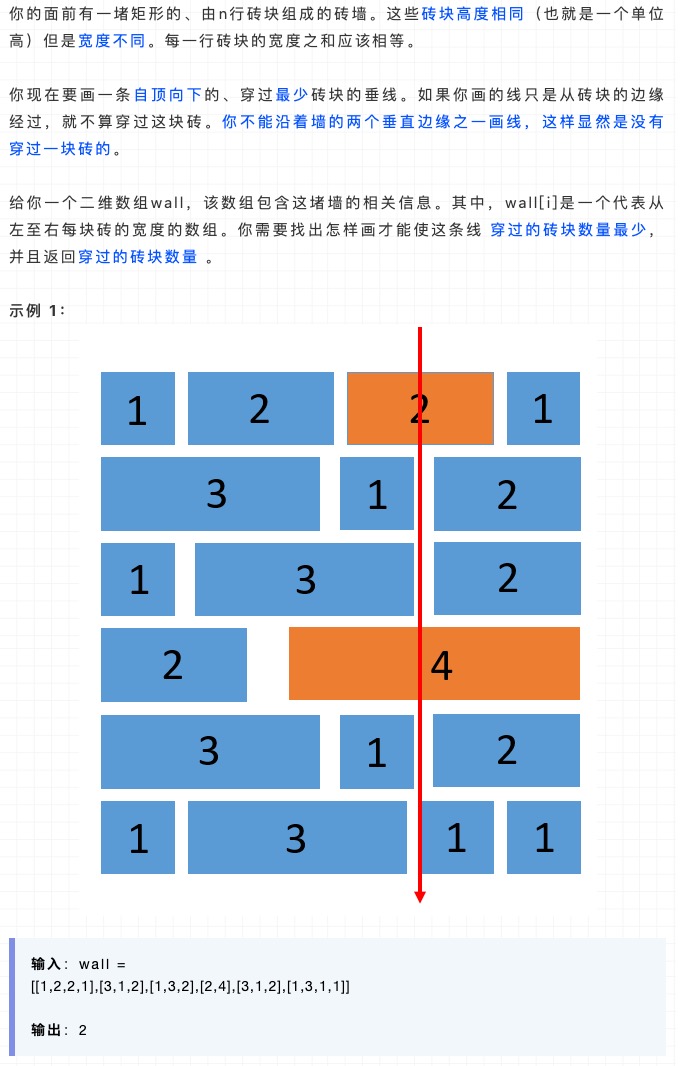 你的面前有一堵矩形的、由n行砖块组成的砖墙。这些砖块高度相同（也就是一个单位
高）但是宽度不同。每一行砖块的宽度之和应该相等。
你现在要画一条自顶向下的、穿过最少砖块的垂线。如果你画的线只是从砖块的边缘
经过，就不算穿过这块砖。你不能沿着墙的两个垂直边缘之一画线，这样显然是没有
穿过一块砖的。
给你一个二维数组wall，该数组包含这堵墙的相关信息。其中，wall[i]是一个代表从
左至右每块砖的宽度的数组。你需要找出怎样画才能使这条线 穿过的砖块数量最少，
并且返回穿过的砖块数量 。
示例 1：
1 2 2 1
3 1 2
1 3 2
2 4
3 1 2
1 3 1 1
输入：wall =
[[1,2,2,1],[3,1,2],[1,3,2],[2,4],[3,1,2],[1,3,1,1]]
输出：2